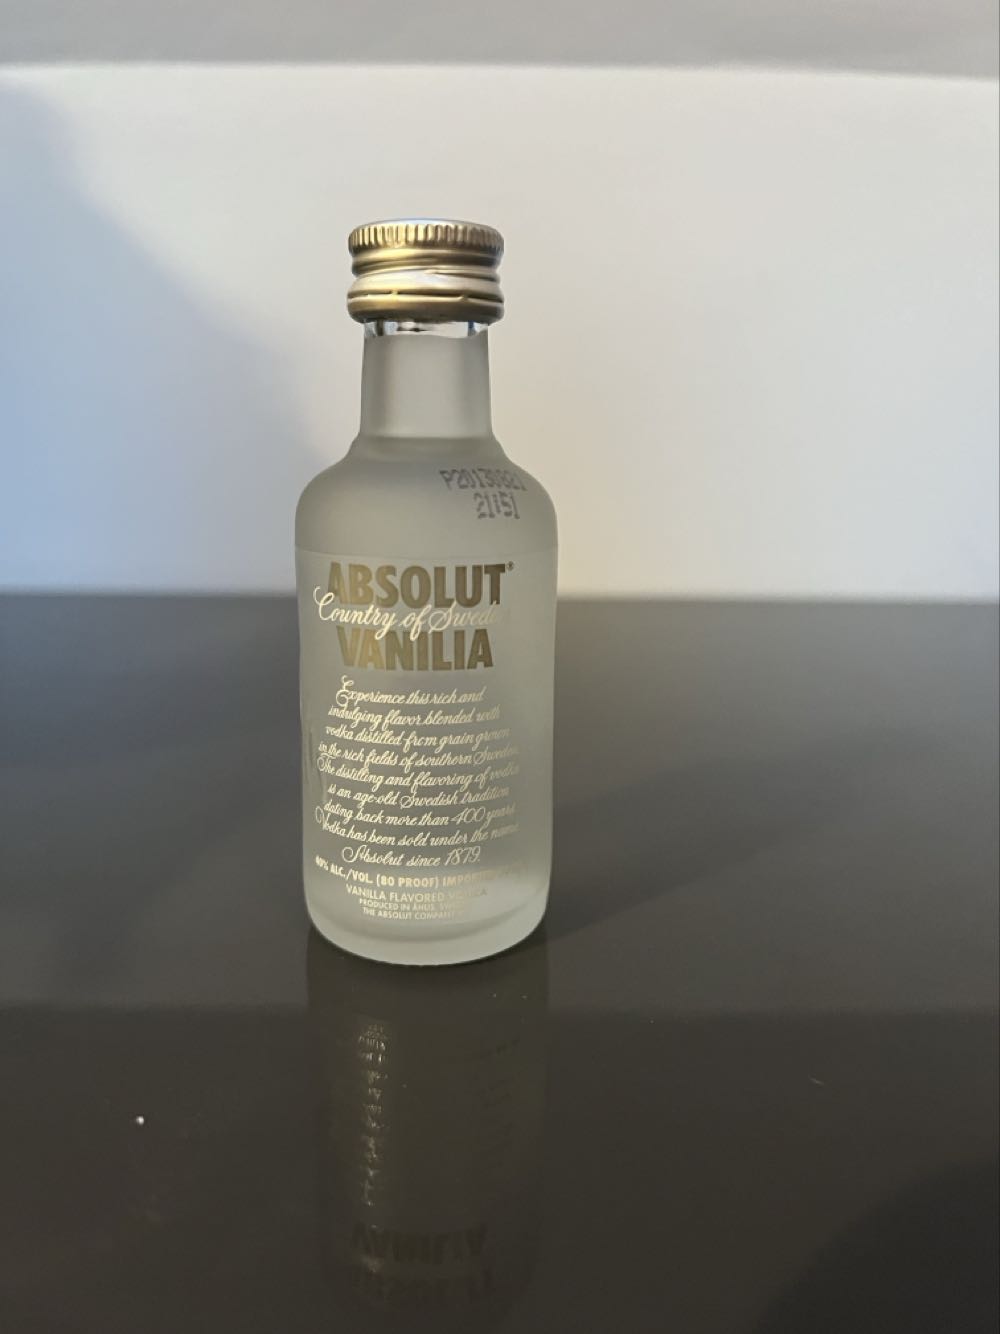 P20130821
21:51
ABSOLUT®
Country of Sweden
VANILIA
Experience this rich and
indulging flavor blended with
vodka distilled from grain grown
in the rich fields of southern Sweden.
The distilling and flavoring of vodka
is an age-old Swedish tradition
dating back more than 400 years.
Vodka has been sold under the name
Absolut since 1879.
40% ALC./VOL. (80 PROOF) IMPORTED
VANILLA FLAVORED VODKA
PRODUCED IN ÅHUS, SWEDEN
THE ABSOLUT COMPANY